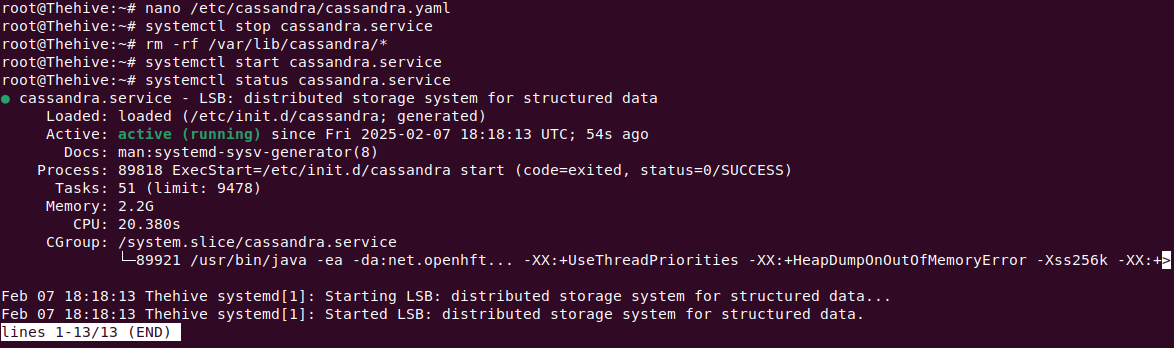 root@Thehive:~# nano /etc/cassandra/cassandra.yaml
root@Thehive:~# systemctl stop cassandra.service
root@Thehive:~# rm -rf /var/lib/cassandra/*
root@Thehive:~# systemctl start cassandra.service
root@Thehive:~# systemctl status cassandra.service
● cassandra.service - LSB: distributed storage system for structured data
     Loaded: loaded (/etc/init.d/cassandra; generated)
     Active: active (running) since Fri 2025-02-07 18:18:13 UTC; 54s ago
       Docs: man:systemd-sysv-generator(8)
    Process: 89818 ExecStart=/etc/init.d/cassandra start (code=exited, status=0/SUCCESS)
      Tasks: 51 (limit: 9478)
     Memory: 2.2G
        CPU: 20.380s
     CGroup: /system.slice/cassandra.service
             └─89921 /usr/bin/java -ea -da:net.openhft... -XX:+UseThreadPriorities -XX:+HeapDumpOnOutOfMemoryError -Xss256k -XX:+>
Feb 07 18:18:13 Thehive systemd[1]: Starting LSB: distributed storage system for structured data...
Feb 07 18:18:13 Thehive systemd[1]: Started LSB: distributed storage system for structured data.
lines 1-13/13 (END)